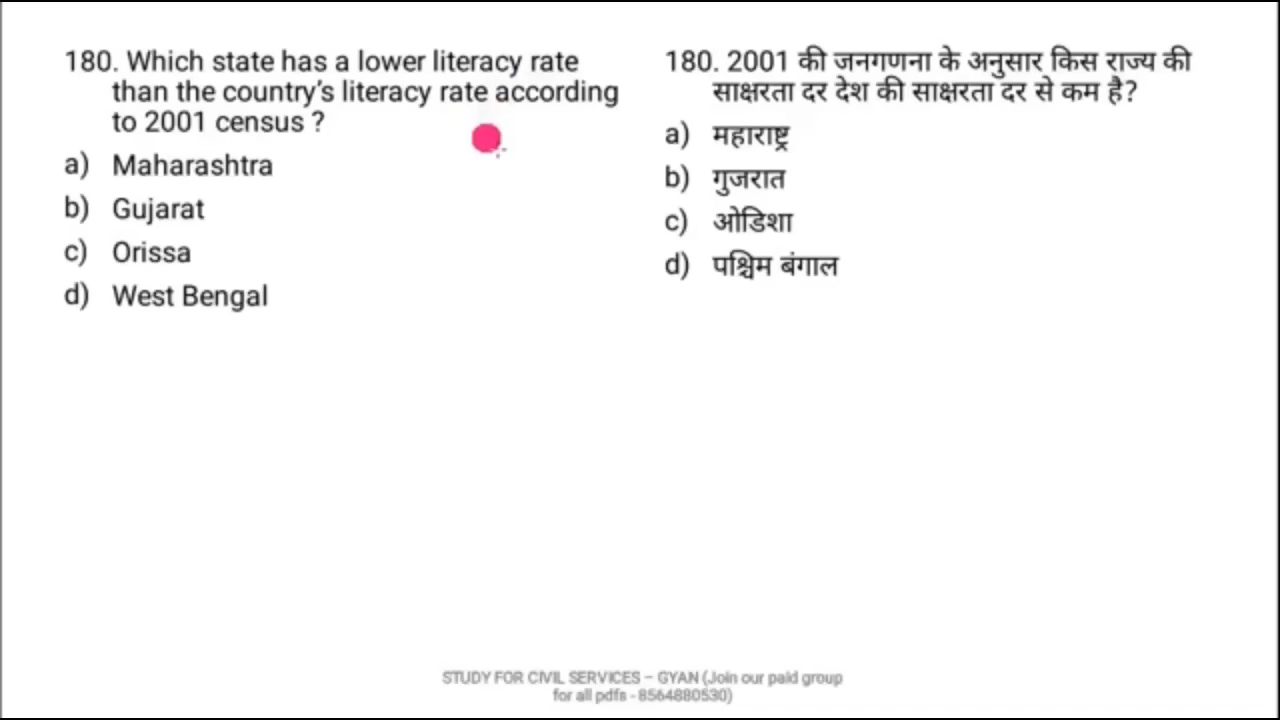 180. Which state has a lower literacy rate
than the country's literacy rate according
to 2001 census ?
a) Maharashtra
b) Gujarat
c) Orissa
d) West Bengal
180. 2001 की जनगणना के अनुसार किस राज्य की
साक्षरता दर देश की साक्षरता दर से कम है?
a) महाराष्ट्र
b) गुजरात
c) ओडिशा
d) पश्चिम बंगाल
STUDY FOR CIVIL SERVICES – GYAN (Join our paid group
for all pdfs - 8564880530)